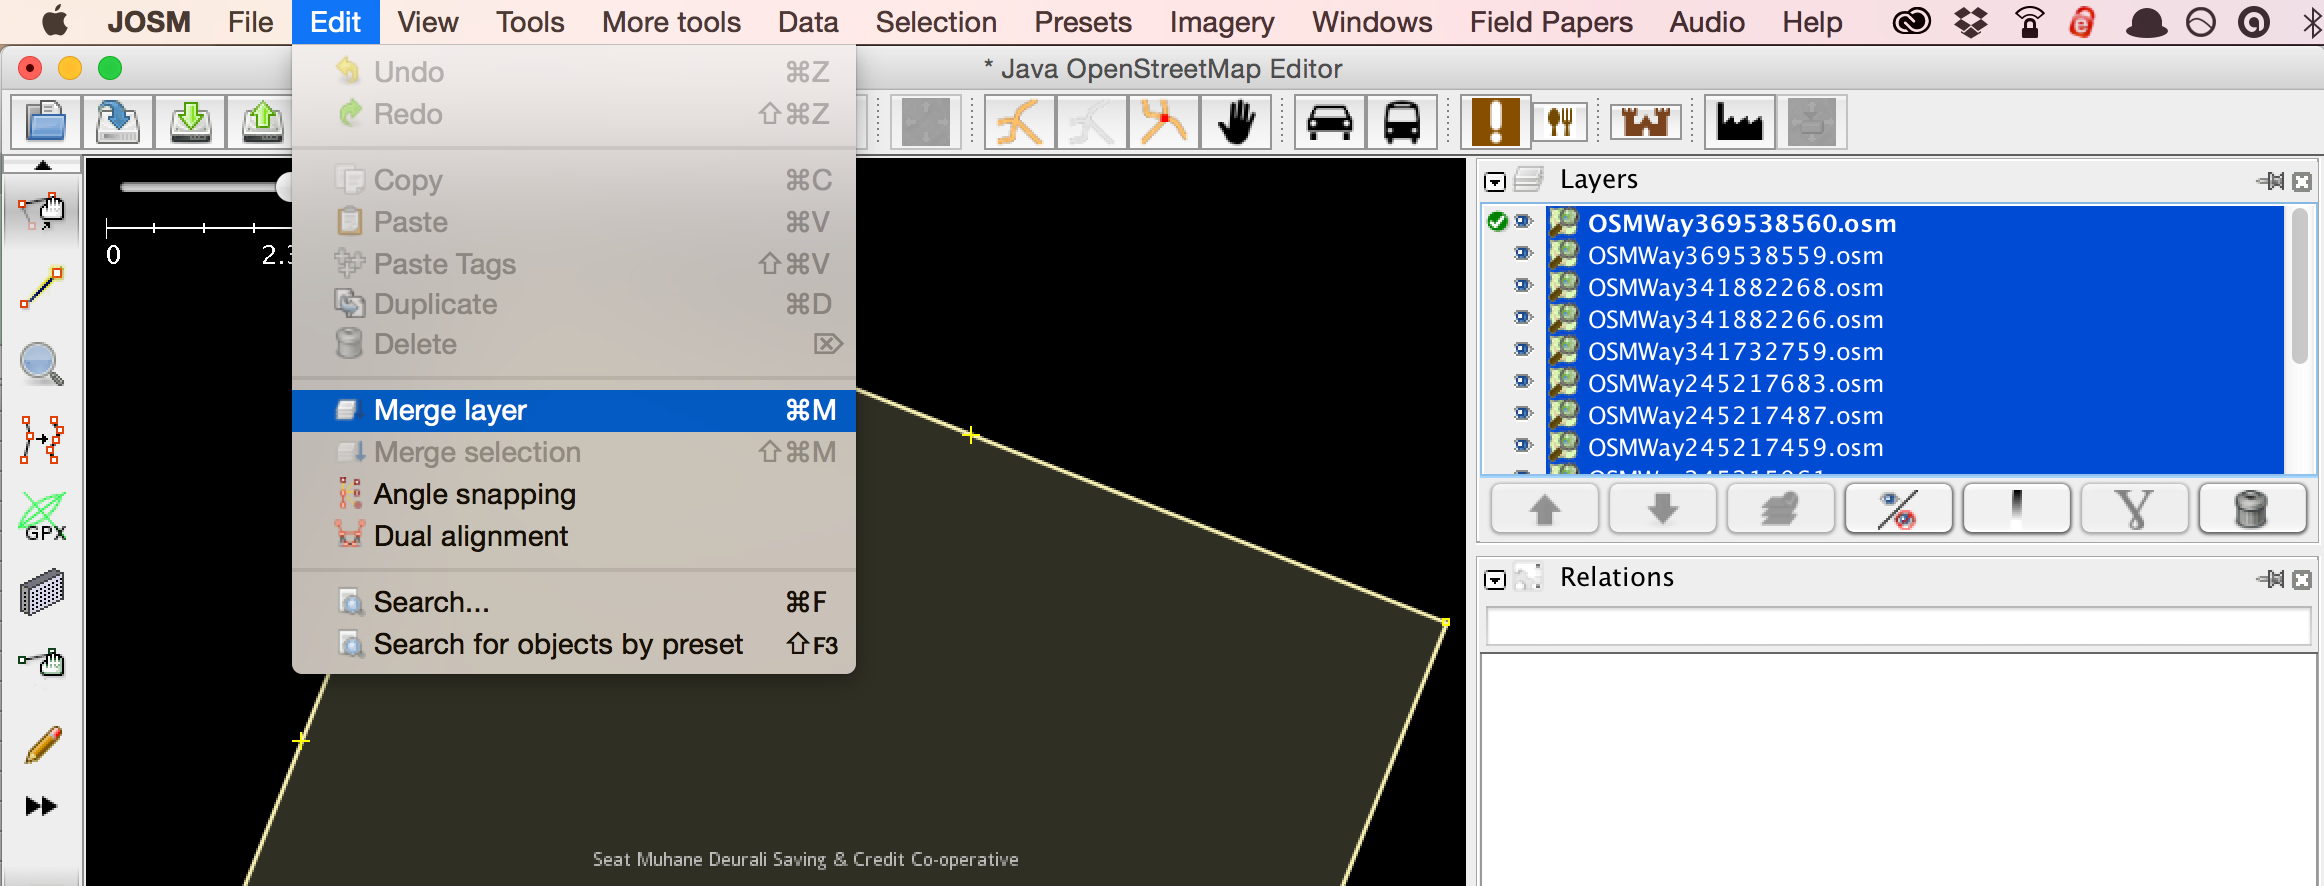 JOSM File Edit View Tools More tools Data Selection Presets Imagery Windows Field Papers Audio Help
* Java OpenStreetMap Editor
Undo ⌘Z
Redo ⇧⌘Z
Copy ⌘C
Paste ⌘V
Paste Tags ⇧⌘V
Duplicate ⌘D
Delete ⌦
Merge layer ⌘M
Merge selection ⇧⌘M
Angle snapping
Dual alignment
Search... ⌘F
Search for objects by preset ⇧F3
0
GPX
Seat Muhane Deurali Saving & Credit Co-operative
Layers
OSMWay369538560.osm
OSMWay369538559.osm
OSMWay341882268.osm
OSMWay341882266.osm
OSMWay341732759.osm
OSMWay245217683.osm
OSMWay245217487.osm
OSMWay245217459.osm
Relations